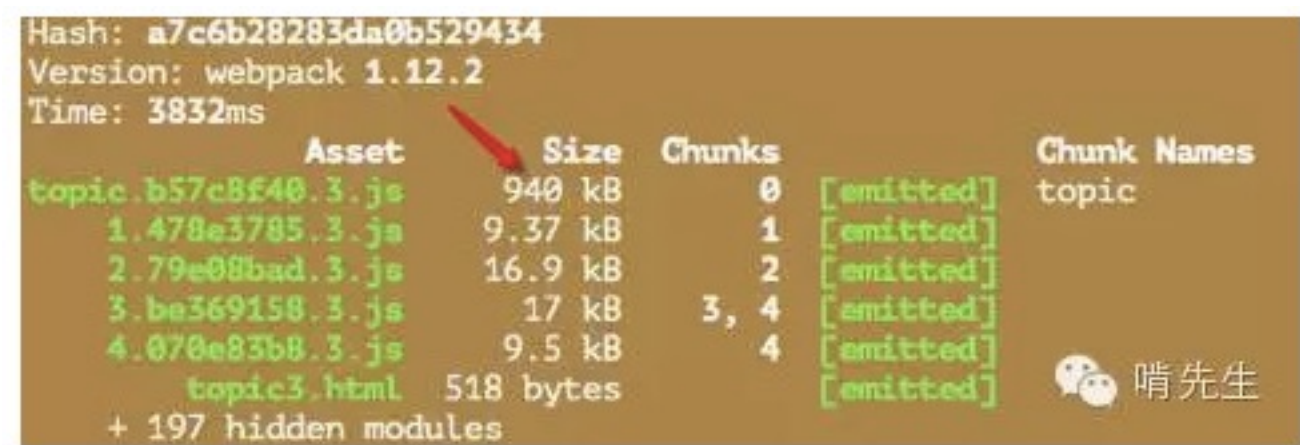 Hash: a7c6b28283da0b529434
Version: webpack 1.12.2
Time: 3832ms
Asset Size Chunks Chunk Names
topic.b57c8f40.3.js 940 kB 0 [emitted] topic
1.478e3785.3.js 9.37 kB 1 [emitted]
2.79e08bad.3.js 16.9 kB 2 [emitted]
3.be369158.3.js 17 kB 3, 4 [emitted]
4.070e83b8.3.js 9.5 kB 4 [emitted]
topic3.html 518 bytes [emitted]
+ 197 hidden modules
啃先生